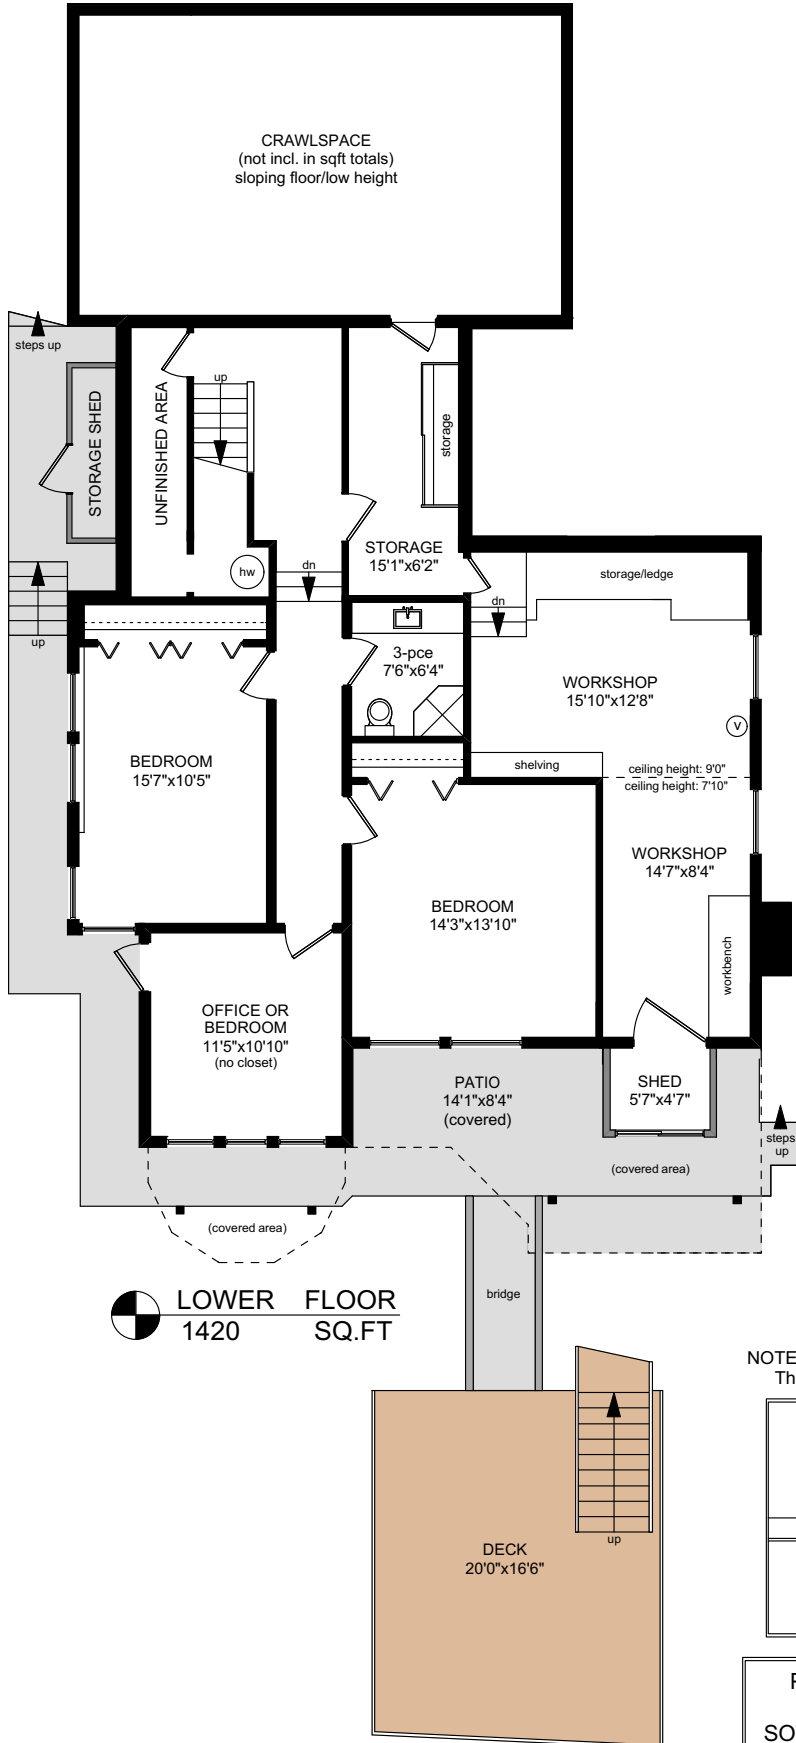 CRAWLSPACE
(not incl. in sqft totals)
sloping floor/low height
steps up
STORAGE SHED
UNFINISHED AREA
up
storage
STORAGE
15'1"x6'2"
hw
dn
storage/ledge
dn
up
3-pce
7'6"x6'4"
WORKSHOP
15'10"x12'8"
V
BEDROOM
15'7"x10'5"
shelving
ceiling height: 9'0"
ceiling height: 7'10"
WORKSHOP
14'7"x8'4"
BEDROOM
14'3"x13'10"
workbench
OFFICE OR
BEDROOM
11'5"x10'10"
(no closet)
PATIO
14'1"x8'4"
(covered)
SHED
5'7"x4'7"
steps
up
(covered area)
(covered area)
bridge
LOWER FLOOR
1420 SQ.FT
NOTE
Th
up
DECK
20'0"x16'6"
SO